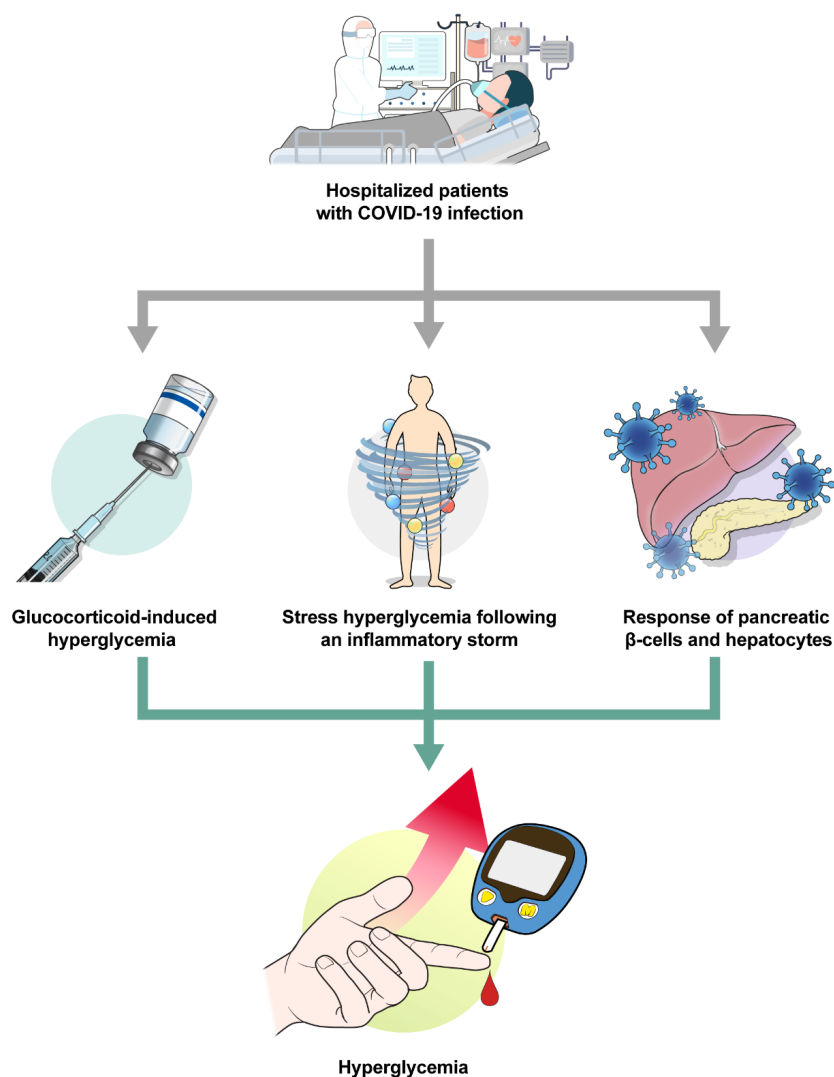 Hospitalized patients
with COVID-19 infection
Glucocorticoid-induced
hyperglycemia
Stress hyperglycemia following
an inflammatory storm
Response of pancreatic
β-cells and hepatocytes
Hyperglycemia